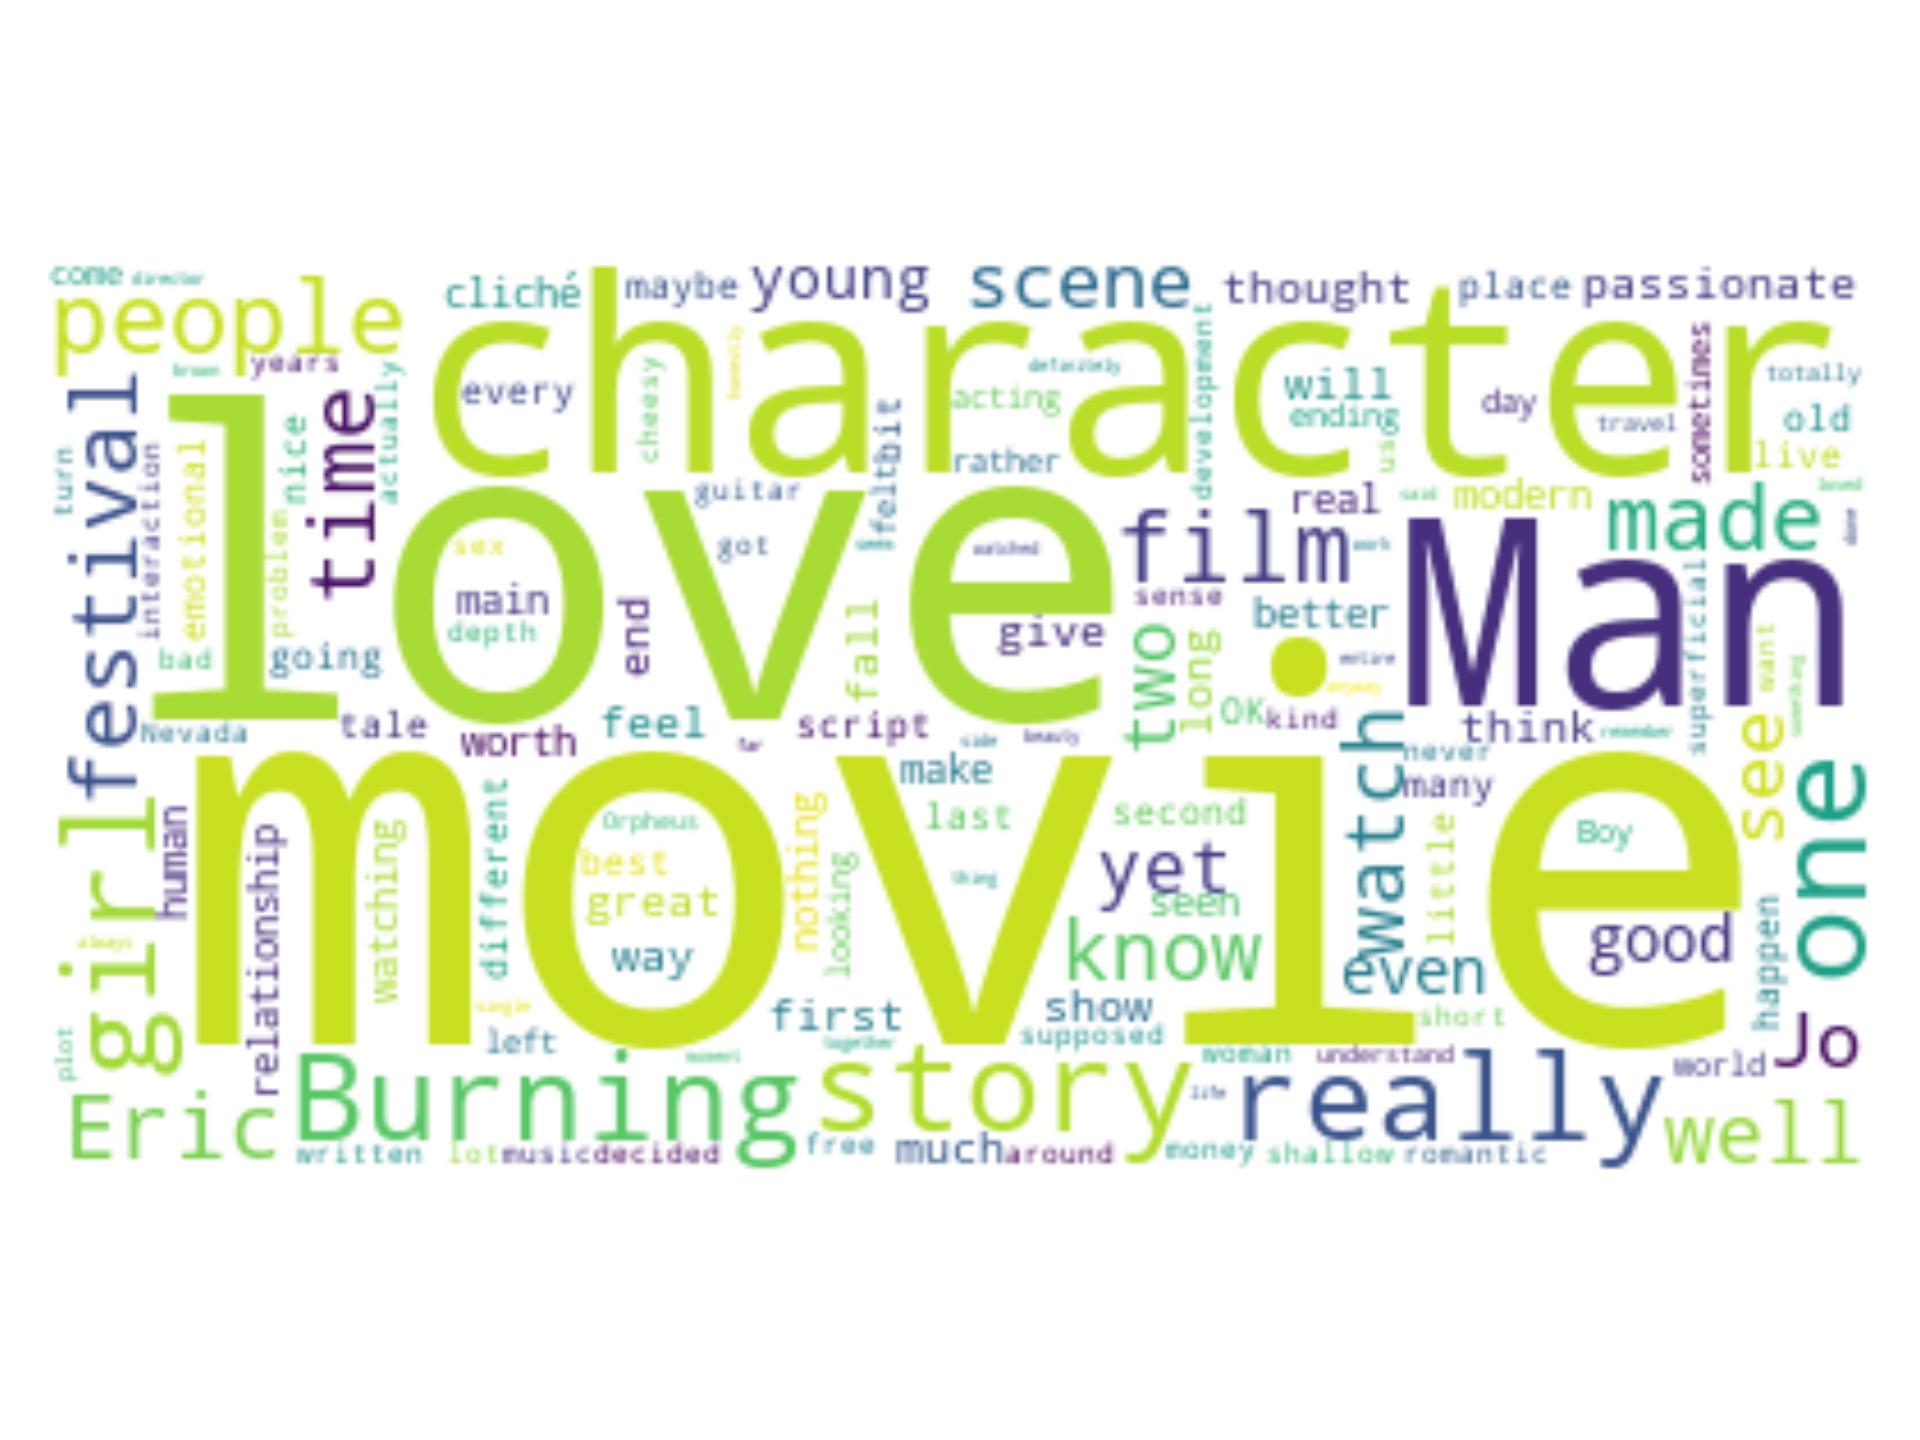 come director
people
cliché
maybe
young
scene
thought
place
passionate
character
years
brown
festival
time
actually
every
cheesy
honestly
acting
definitely
development
will
ending
us
day
travel
sometimes
totally
old
live
turn
interaction
emotional
nice
problem
love
guitar
bit
felt
rather
real
said
modern
loved
made
done
film
work
Man
sex
main
depth
got
watched
sense
give
end
fall
two
long
better
entire
anyway
superficial
want
something
bad
going
Nevada
tale
worth
feel
far
script
side
beauty
OK
kind
think
remember
never
many
see
one
movie
girl
human
relationship
watching
different
Orpheus
best
great
way
nothing
looking
make
last
thing
second
yet
seen
know
watch
little
even
Boy
good
happen
always
plot
single
left
first
together
show
supposed
short
Jo
Eric
Burning
story
woman
understand
life
really
world
well
written
lot
music
decided
free
much
around
money
shallow
romantic